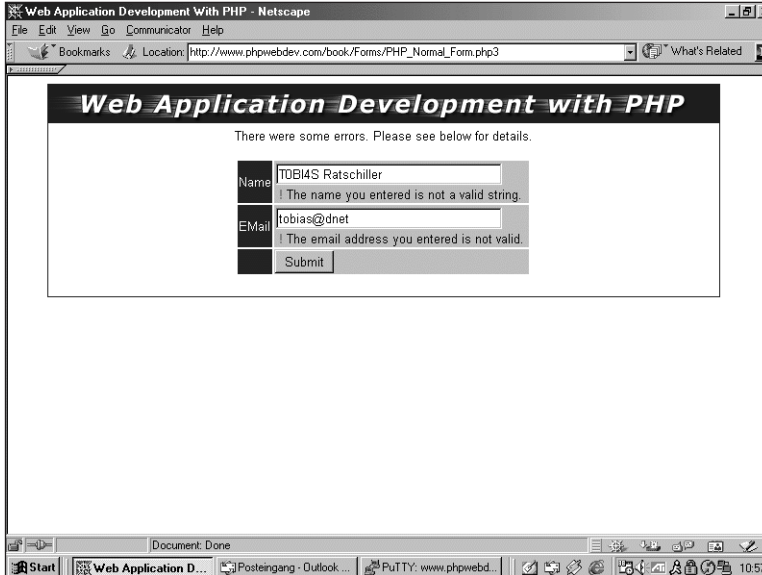 Web Application Development With PHP - Netscape
File Edit View Go Communicator Help
Bookmarks Location: http://www.phpwebdev.com/book/Forms/PHP_Normal_Form.php3 What's Related
Web Application Development with PHP
There were some errors. Please see below for details.
Name T0BI4S Ratschiller
! The name you entered is not a valid string.
EMail tobias@dnet
! The email address you entered is not valid.
Submit
Document: Done
Start Web Application D... Posteingang - Outlook ... PuTTY: www.phpwebd...